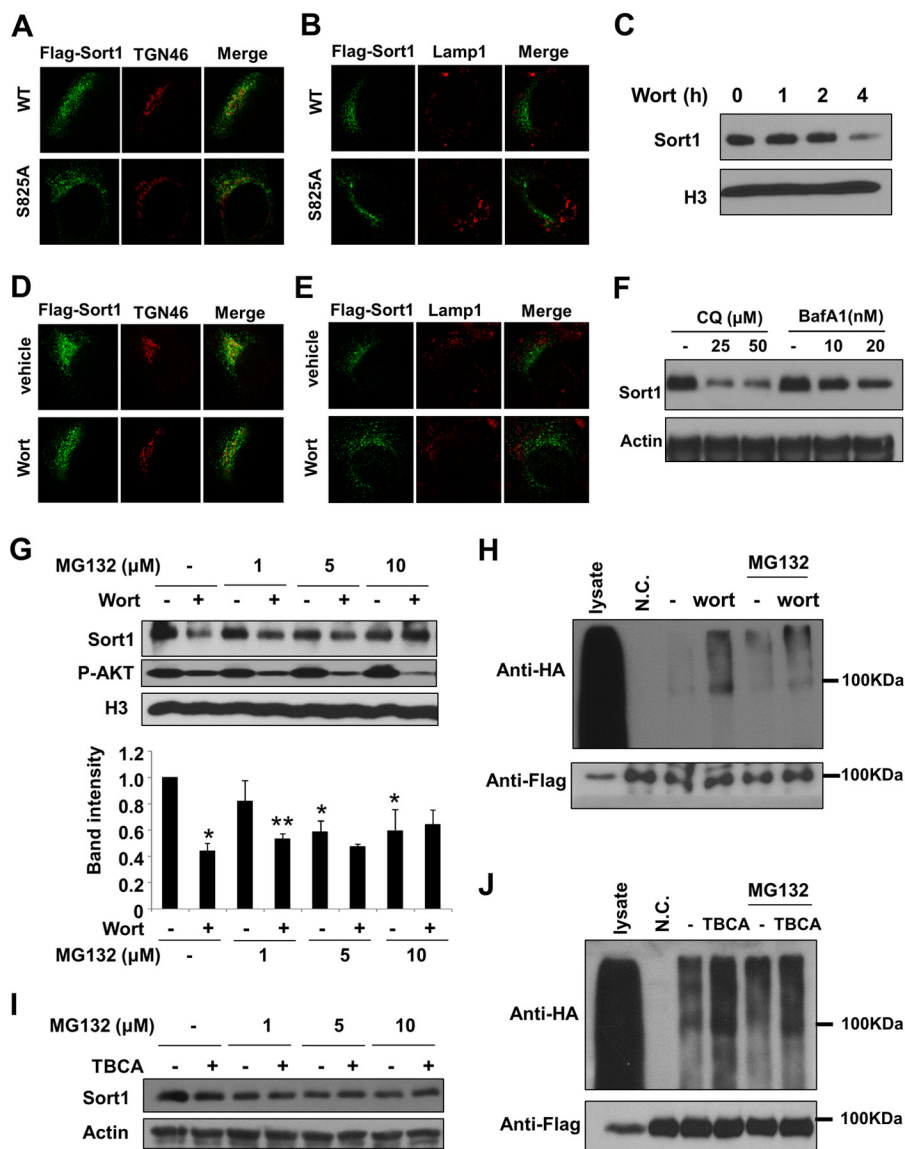 A
Flag-Sort1 TGN46 Merge
WT
S825A
B
Flag-Sort1 Lamp1 Merge
WT
S825A
C
Wort (h) 0 1 2 4
Sort1
H3
D
Flag-Sort1 TGN46 Merge
vehicle
Wort
E
Flag-Sort1 Lamp1 Merge
vehicle
Wort
F
CQ (µM) BafA1(nM)
- 25 50 - 10 20
Sort1
Actin
G
MG132 (µM) - 1 5 10
Wort - + - + - + - +
Sort1
P-AKT
H3
Band intensity
1.2
1.0
0.8
0.6
0.4
0.2
0
* ** * *
Wort - + - + - + - +
MG132 (µM) - 1 5 10
H
MG132
lysate N.C. - wort - wort
Anti-HA
100KDa
Anti-Flag
100KDa
I
MG132 (µM) - 1 5 10
TBCA - + - + - + - +
Sort1
Actin
J
MG132
lysate N.C. - TBCA - TBCA
Anti-HA
100KDa
Anti-Flag
100KDa